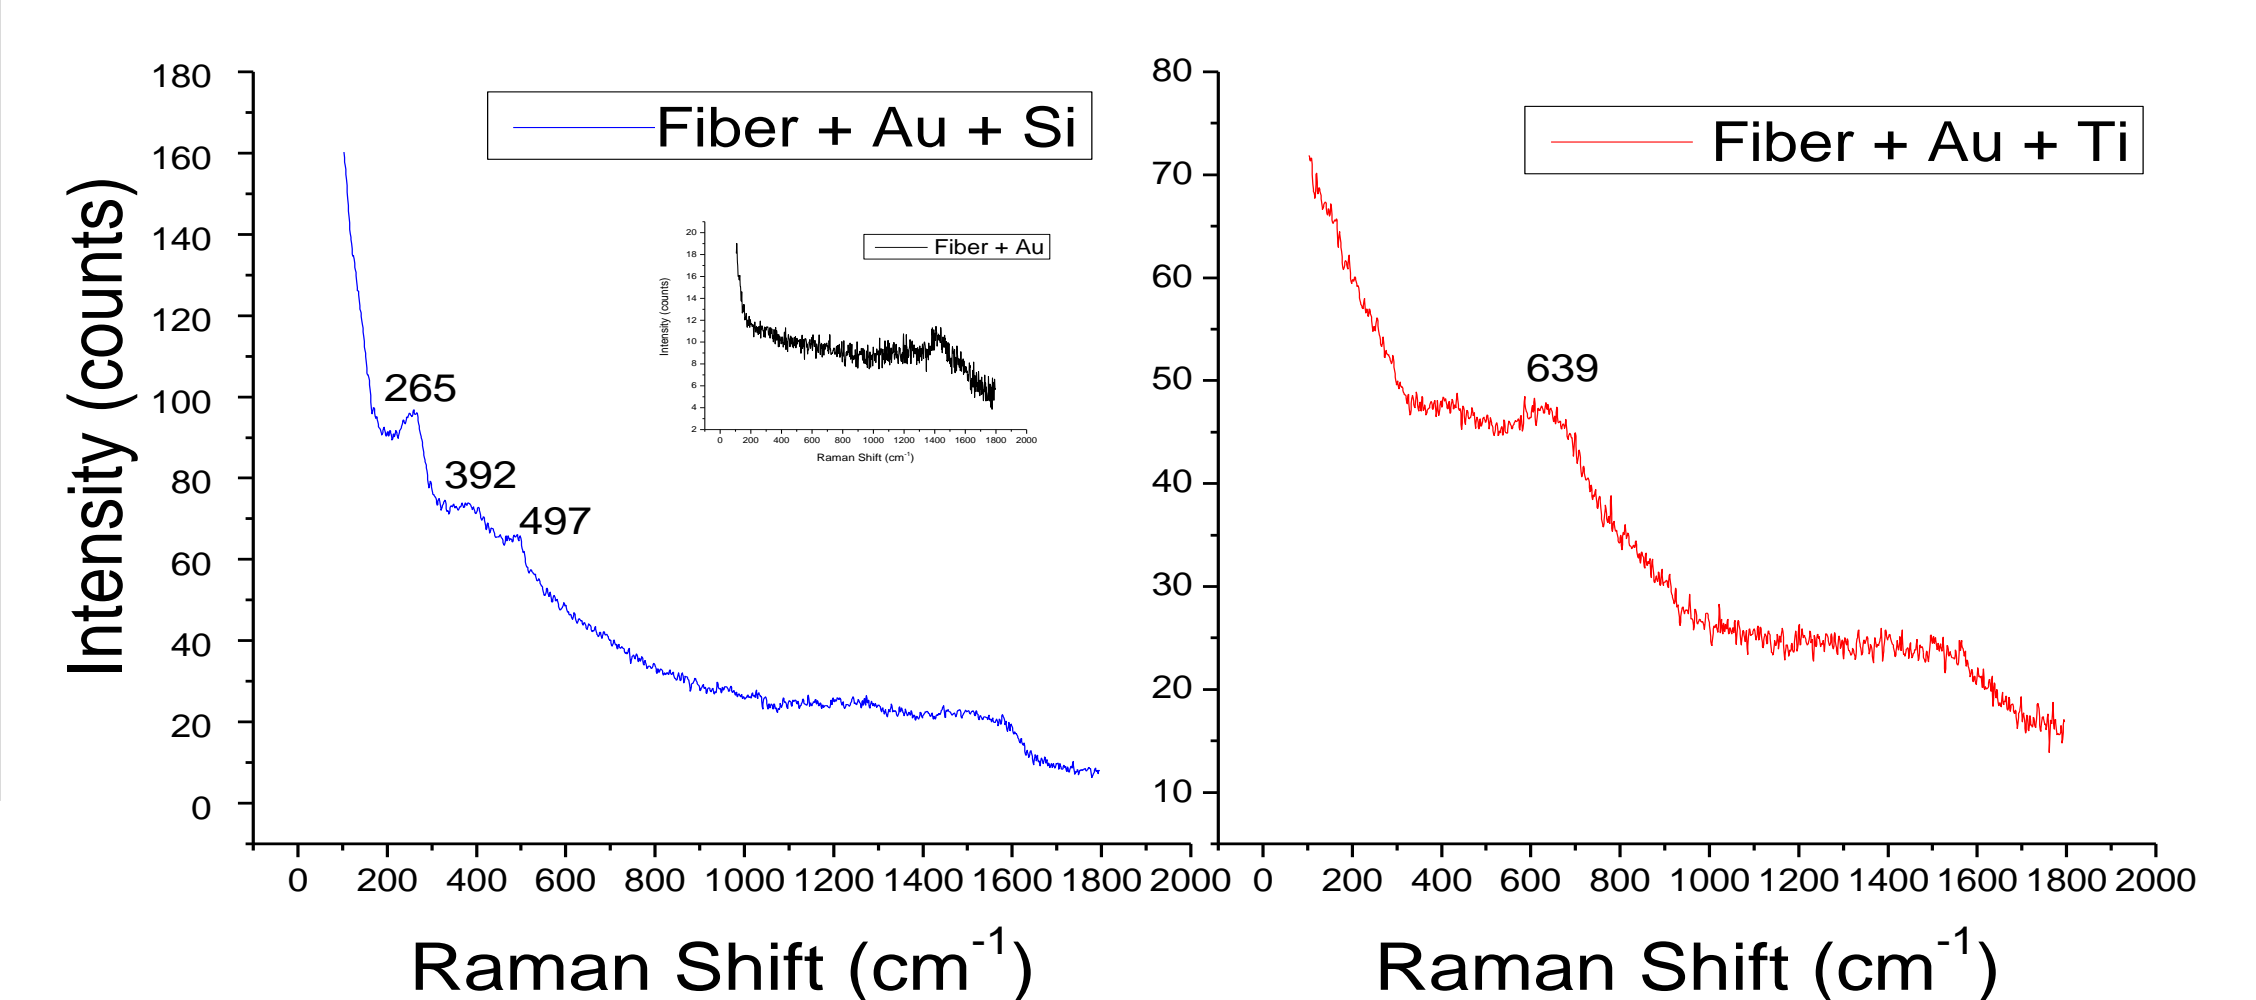 Fiber + Au + Si
Intensity (counts)
180
160
140
120
100
80
60
40
20
0
265
392
497
0 200 400 600 800 1000 1200 1400 1600 1800 2000
Raman Shift (cm⁻¹)
Fiber + Au
Intensity (counts)
20
18
16
14
12
10
8
6
4
2
0 200 400 600 800 1000 1200 1400 1600 1800 2000
Raman Shift (cm⁻¹)
Fiber + Au + Ti
80
70
60
50
40
30
20
10
639
0 200 400 600 800 1000 1200 1400 1600 1800 2000
Raman Shift (cm⁻¹)